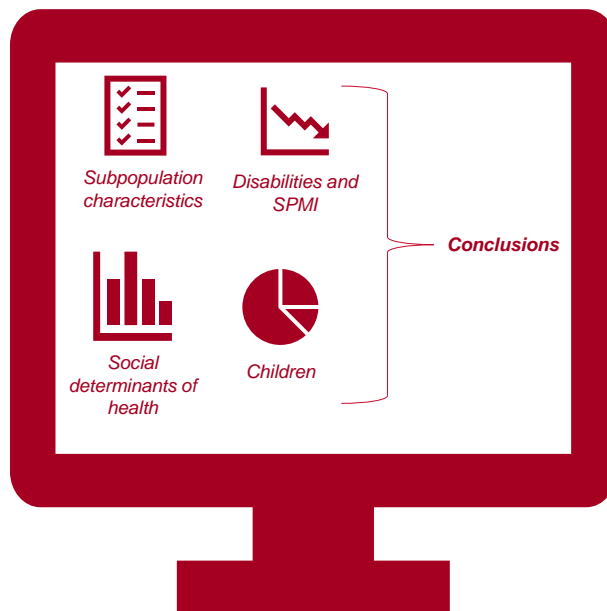 Subpopulation
characteristics
Disabilities and
SPMI
Conclusions
Social
determinants of
health
Children